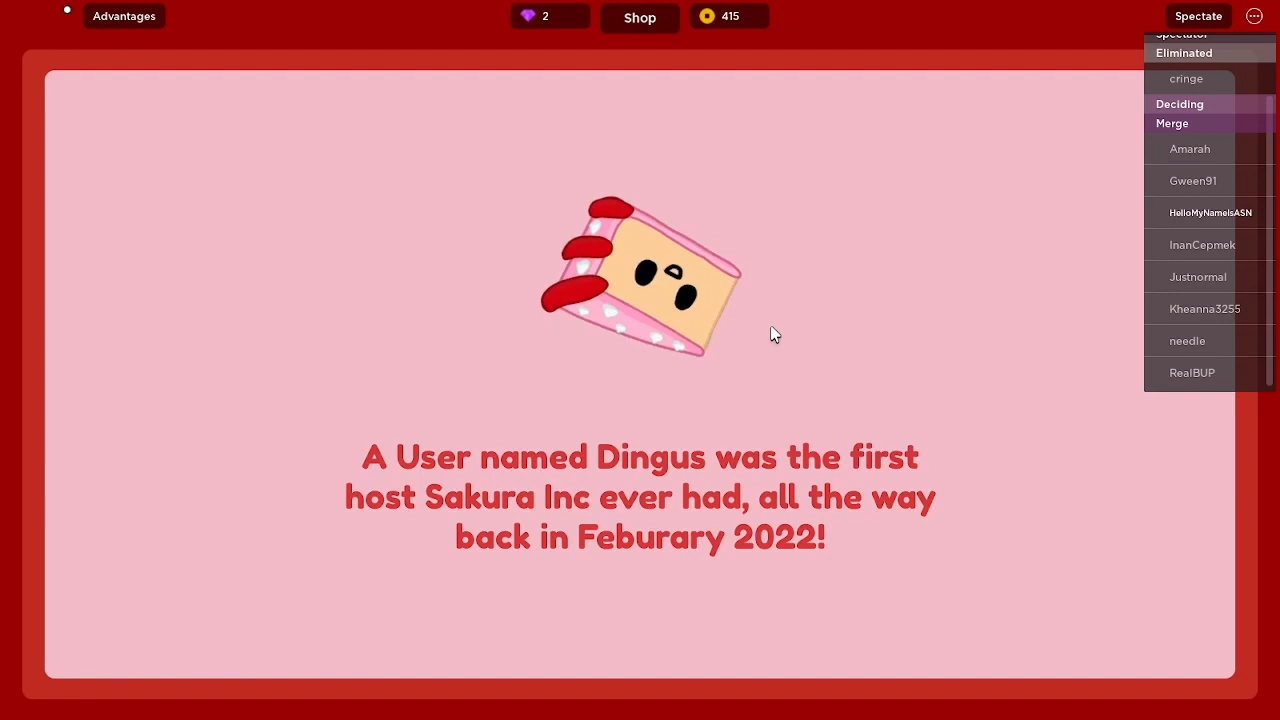 Advantages
2
Shop
415
Spectate
Spectator
Eliminated
cringe
Deciding
Merge
Amarah
Gween91
HelloMyNameIsASN
InanCepmek
Justnormal
Kheanna3255
needle
RealBUP
A User named Dingus was the first
host Sakura Inc ever had, all the way
back in Feburary 2022!